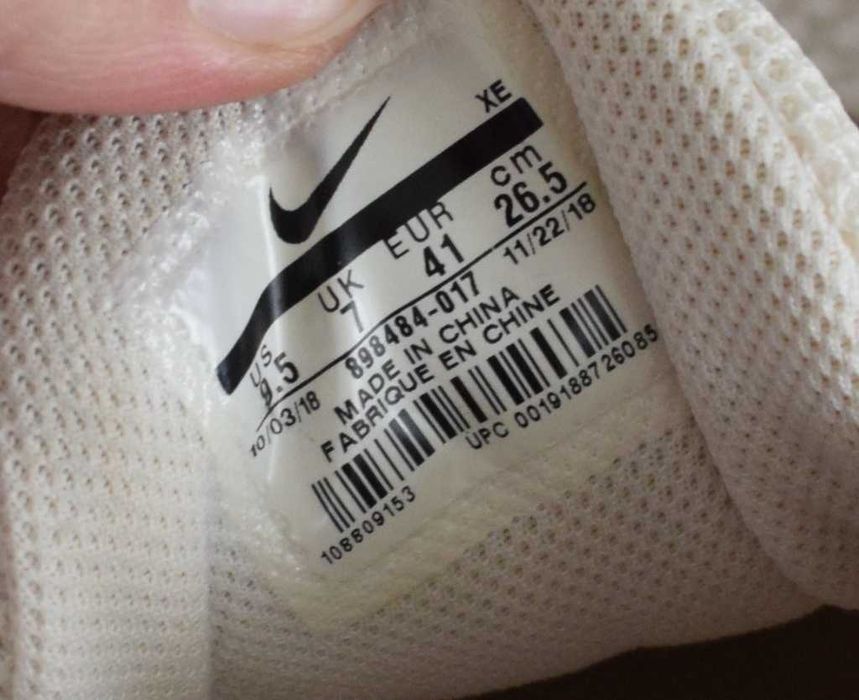 XE
US UK EUR cm
9.5 7 41 26.5
10/03/18 898484-017 11/22/18
MADE IN CHINA
FABRIQUE EN CHINE
108809153 UPC 00191887260​85